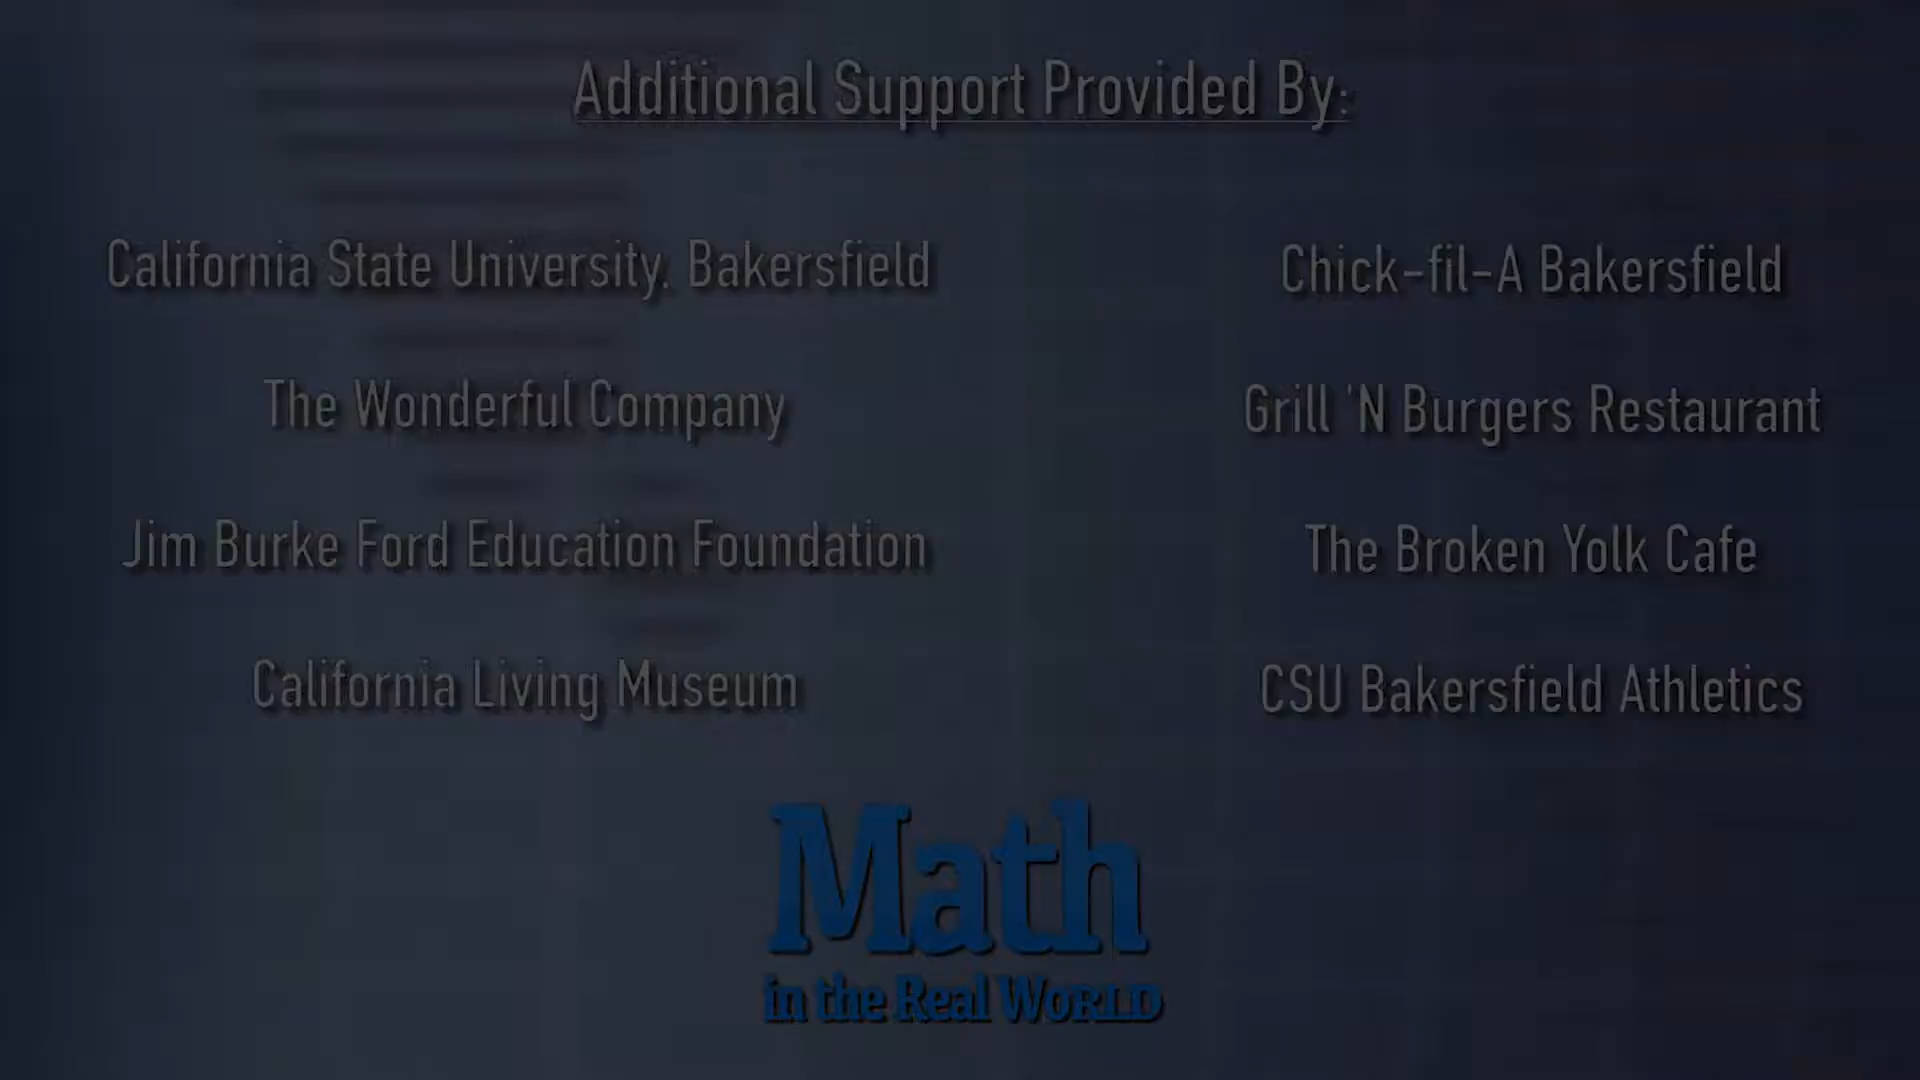 Additional Support Provided By:
California State University, Bakersfield
The Wonderful Company
Jim Burke Ford Education Foundation
California Living Museum
Chick-fil-A Bakersfield
Grill 'N Burgers Restaurant
The Broken Yolk Cafe
CSU Bakersfield Athletics
Math
in the Real WORLD